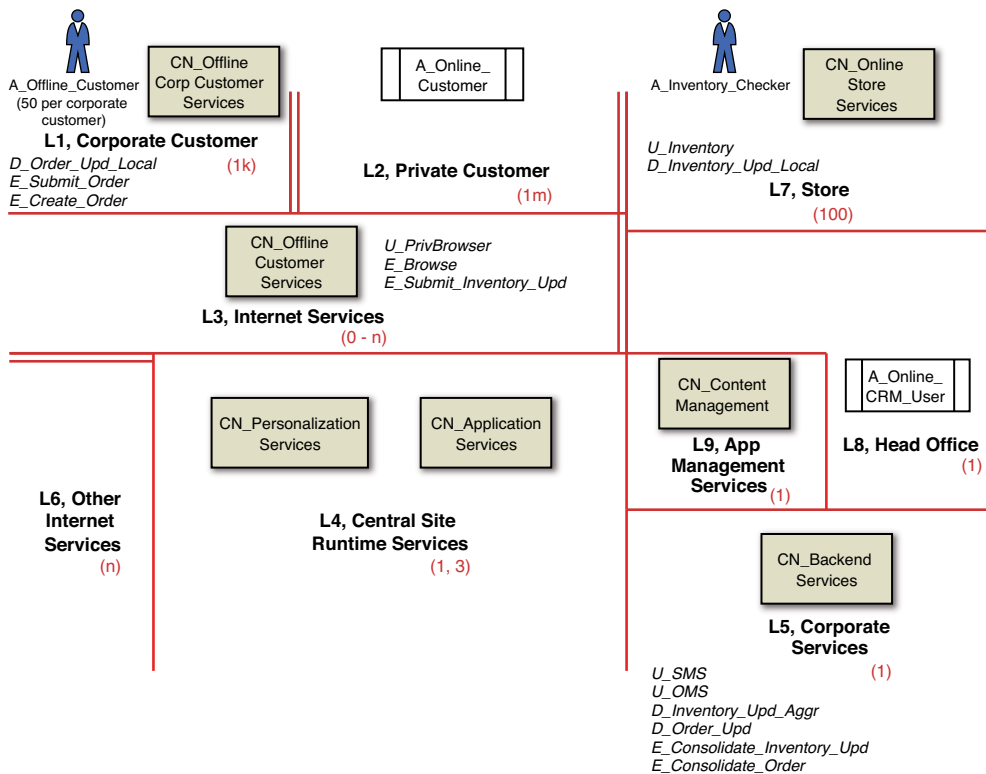 A_Offline_Customer
(50 per corporate
customer)
CN_Offline
Corp Customer
Services
L1, Corporate Customer
(1k)
D_Order_Upd_Local
E_Submit_Order
E_Create_Order
A_Online_
Customer
L2, Private Customer
(1m)
A_Inventory_Checker
CN_Online
Store
Services
U_Inventory
D_Inventory_Upd_Local
L7, Store
(100)
CN_Offline
Customer
Services
U_PrivBrowser
E_Browse
E_Submit_Inventory_Upd
L3, Internet Services
(0 - n)
L6, Other
Internet
Services
(n)
CN_Personalization
Services
CN_Application
Services
L4, Central Site
Runtime Services
(1, 3)
CN_Content
Management
L9, App
Management
Services
(1)
A_Online_
CRM_User
L8, Head Office
(1)
CN_Backend
Services
L5, Corporate
Services
(1)
U_SMS
U_OMS
D_Inventory_Upd_Aggr
D_Order_Upd
E_Consolidate_Inventory_Upd
E_Consolidate_Order